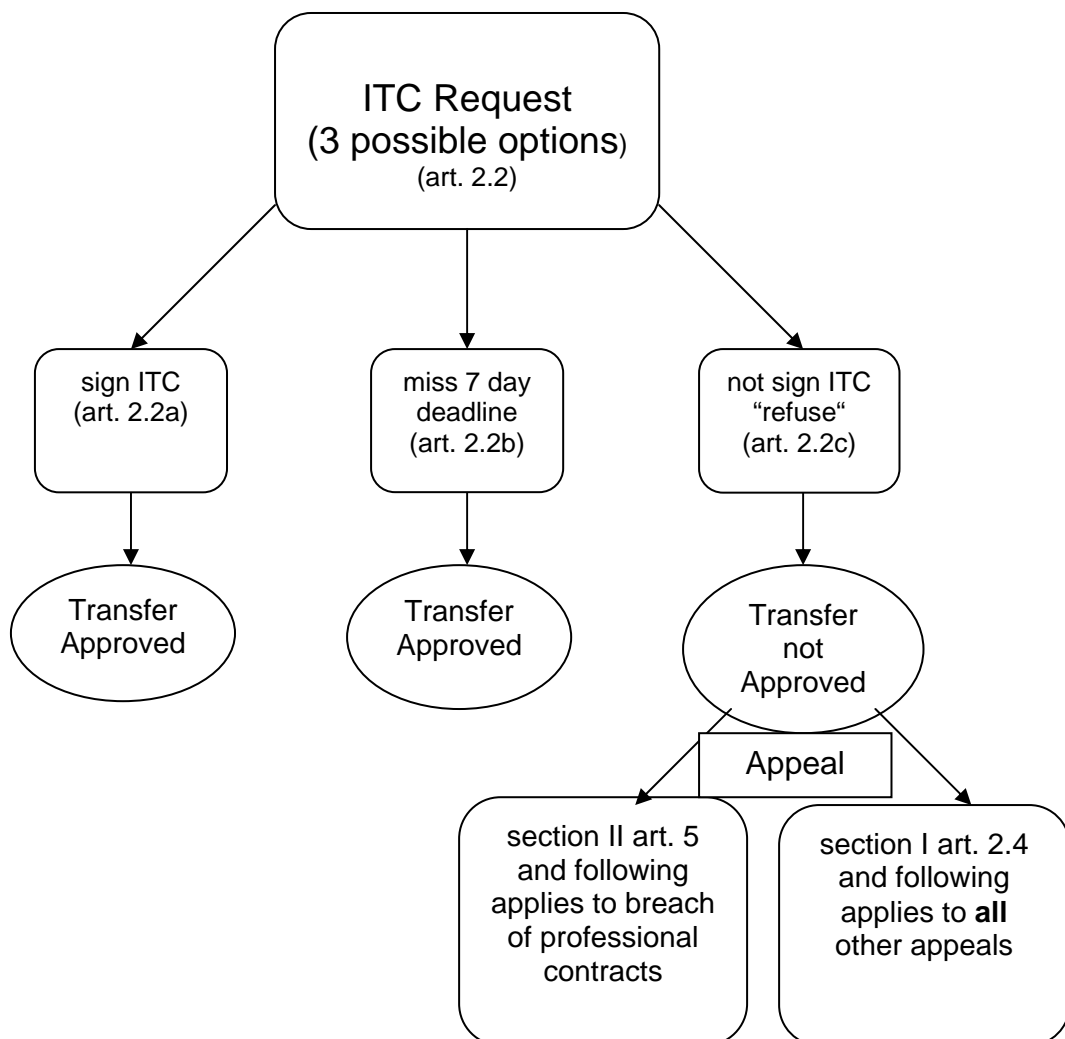 ITC Request
(3 possible options)
(art. 2.2)
sign ITC
(art. 2.2a)
miss 7 day
deadline
(art. 2.2b)
not sign ITC
“refuse“
(art. 2.2c)
Transfer
Approved
Transfer
Approved
Transfer
not
Approved
Appeal
section II art. 5
and following
applies to breach
of professional
contracts
section I art. 2.4
and following
applies to all
other appeals